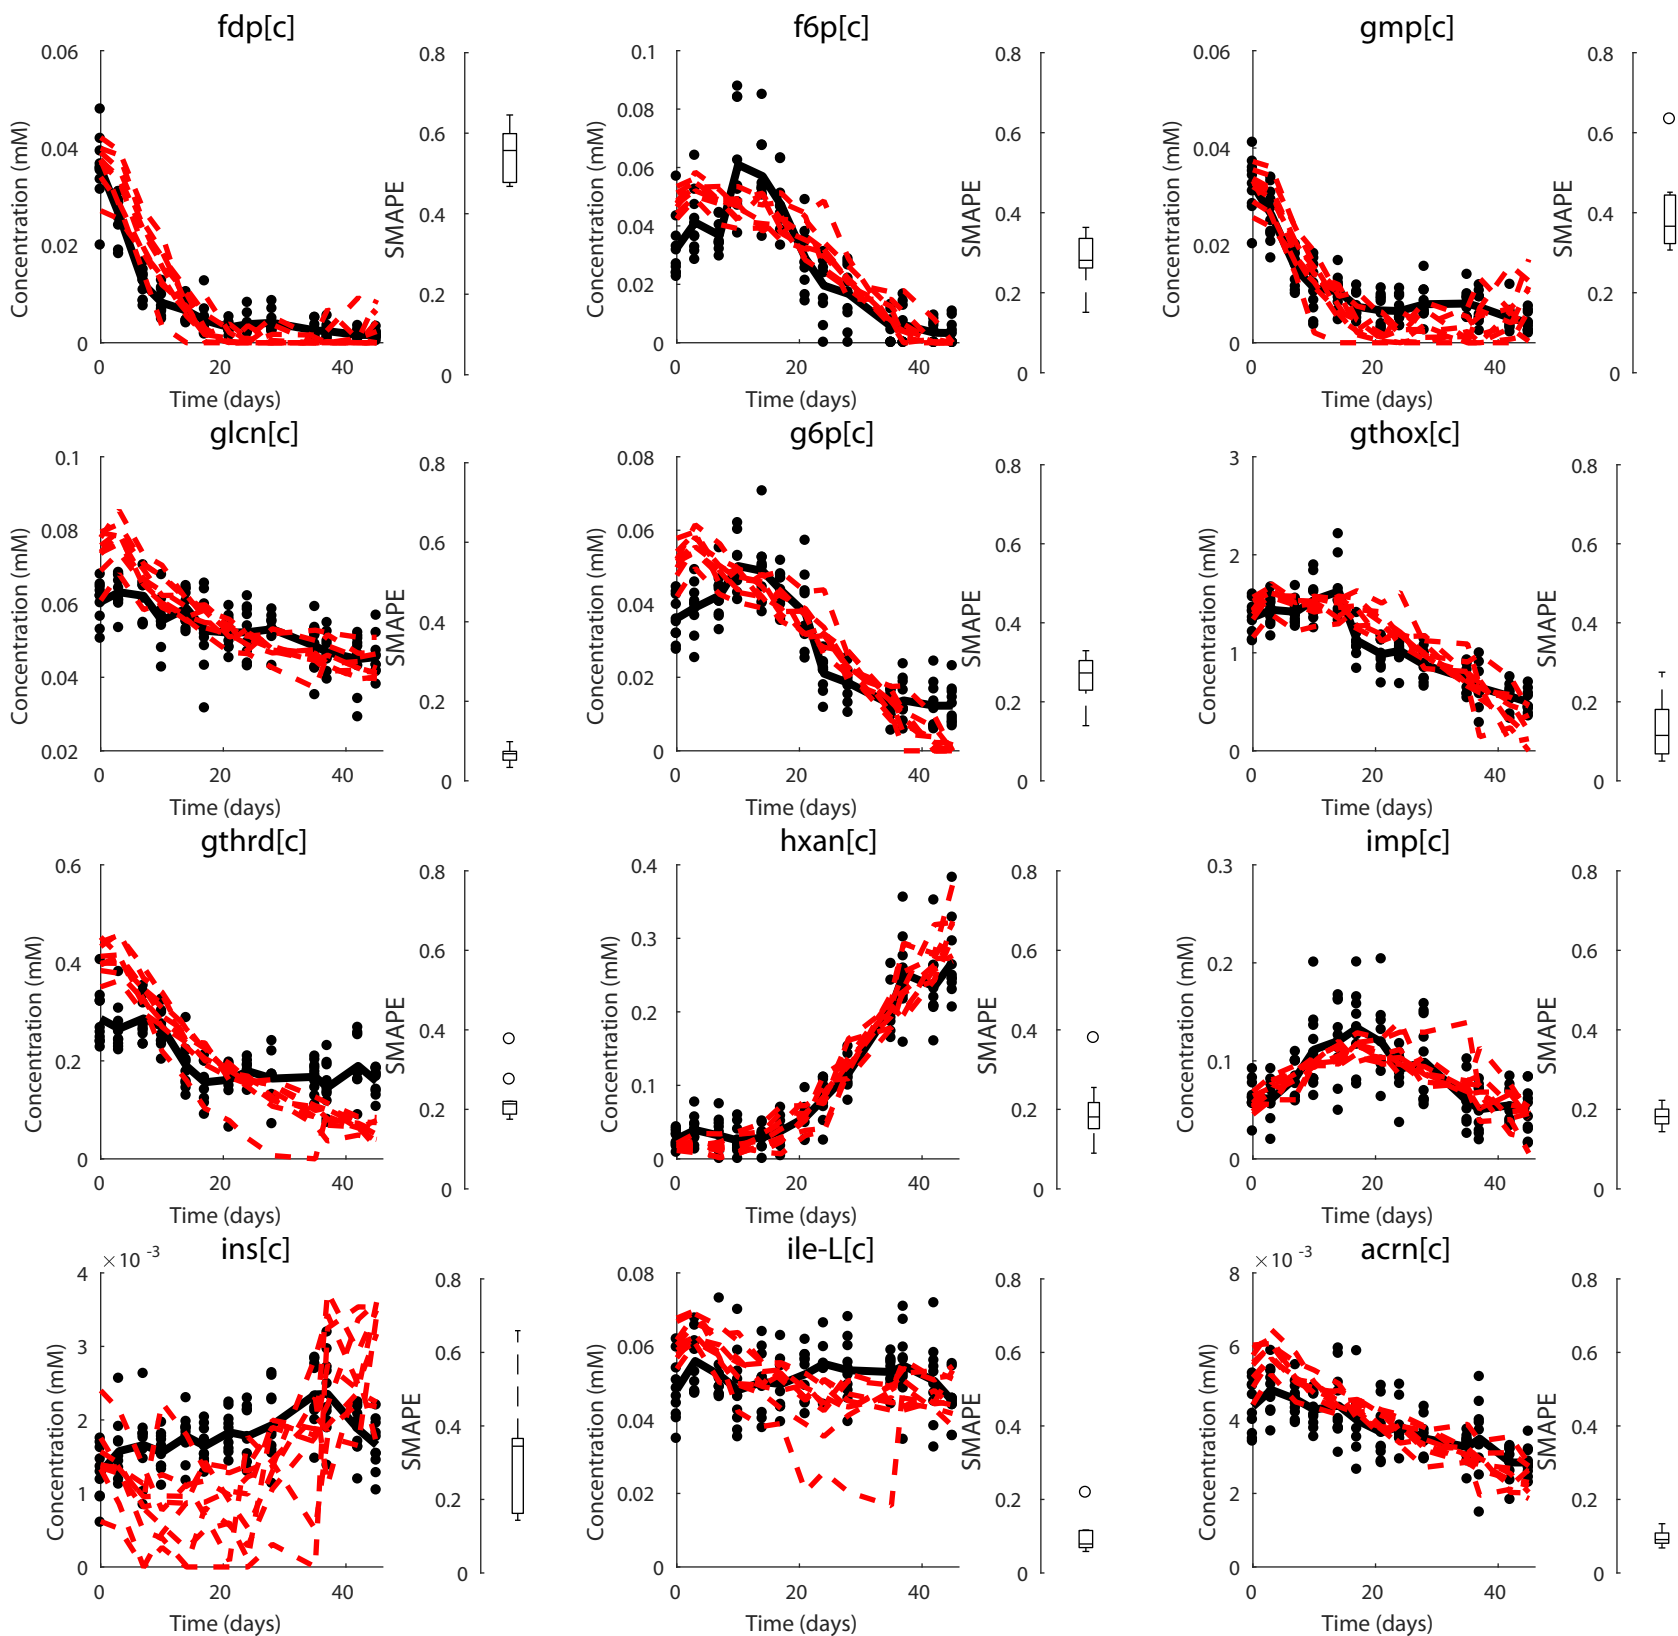 fdp[c] f6p[c] gmp[c]
0.06 0.8 0.1 0.8 0.06 0.8
0.08
0.6 0.6 0.6
0.04 0.06 0.04
0.4 0.4 0.4
0.04
0.02 0.02
0.2 0.02 0.2 0.2
0 0 0
0 0 0
0 20 40 0 20 40 0 20 40
Concentration (mM) SMAPE Concentration (mM) SMAPE Concentration (mM) SMAPE
Time (days) Time (days) Time (days)
glcn[c] g6p[c] gthox[c]
0.1 0.8 0.08 0.8 3 0.8
0.08 0.6 0.06 0.6 2 0.6
0.06 0.4 0.04 0.4 0.4
1
0.04 0.2 0.02 0.2 0.2
0.02 0 0 0 0 0
0 20 40 0 20 40 0 20 40
Concentration (mM) SMAPE Concentration (mM) SMAPE Concentration (mM) SMAPE
Time (days) Time (days) Time (days)
gthrd[c] hxan[c] imp[c]
0.6 0.8 0.4 0.8 0.3 0.8
0.4 0.6 0.3 0.6 0.2 0.6
0.4 0.2 0.4 0.4
0.2 0.1 0.1
0.2 0.2 0.2
0 0 0 0 0 0
0 20 40 0 20 40 0 20 40
Concentration (mM) SMAPE Concentration (mM) SMAPE Concentration (mM) SMAPE
Time (days) Time (days) Time (days)
ins[c] ile-L[c] acrn[c]
×10 -3 ×10 -3
4 0.8 0.08 0.8 8 0.8
3 0.6 0.06 0.6 6 0.6
2 0.4 0.04 0.4 4 0.4
1 0.2 0.02 0.2 2 0.2
0 0 0 0 0 0
0 20 40 0 20 40 0 20 40
Concentration (mM) SMAPE Concentration (mM) SMAPE Concentration (mM) SMAPE
Time (days) Time (days) Time (days)